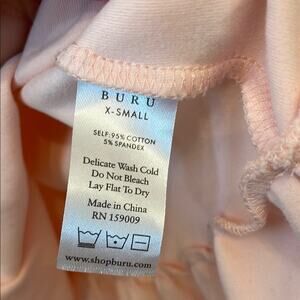 BURU
X-SMALL
SELF: 95% COTTON
5% SPANDEX
Delicate Wash Cold
Do Not Bleach
Lay Flat To Dry
Made in China
RN 159009
www.shopburu.com